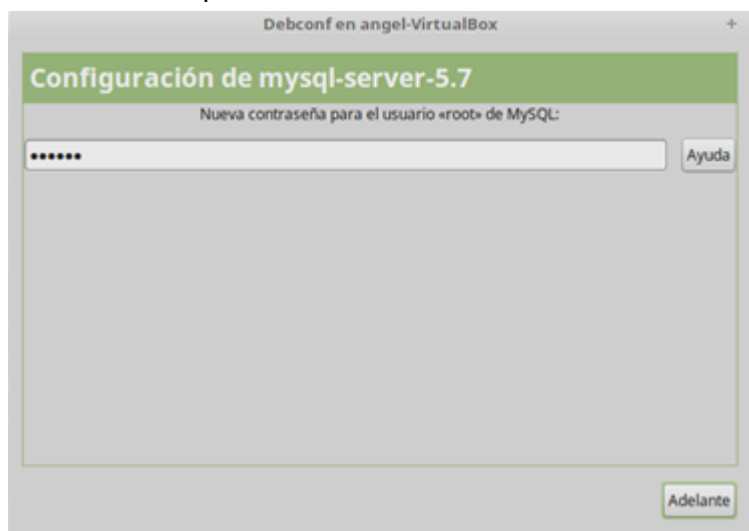 Debconf en angel-VirtualBox
Configuración de mysql-server-5.7
Nueva contraseña para el usuario «root» de MySQL:
••••••
Ayuda
Adelante